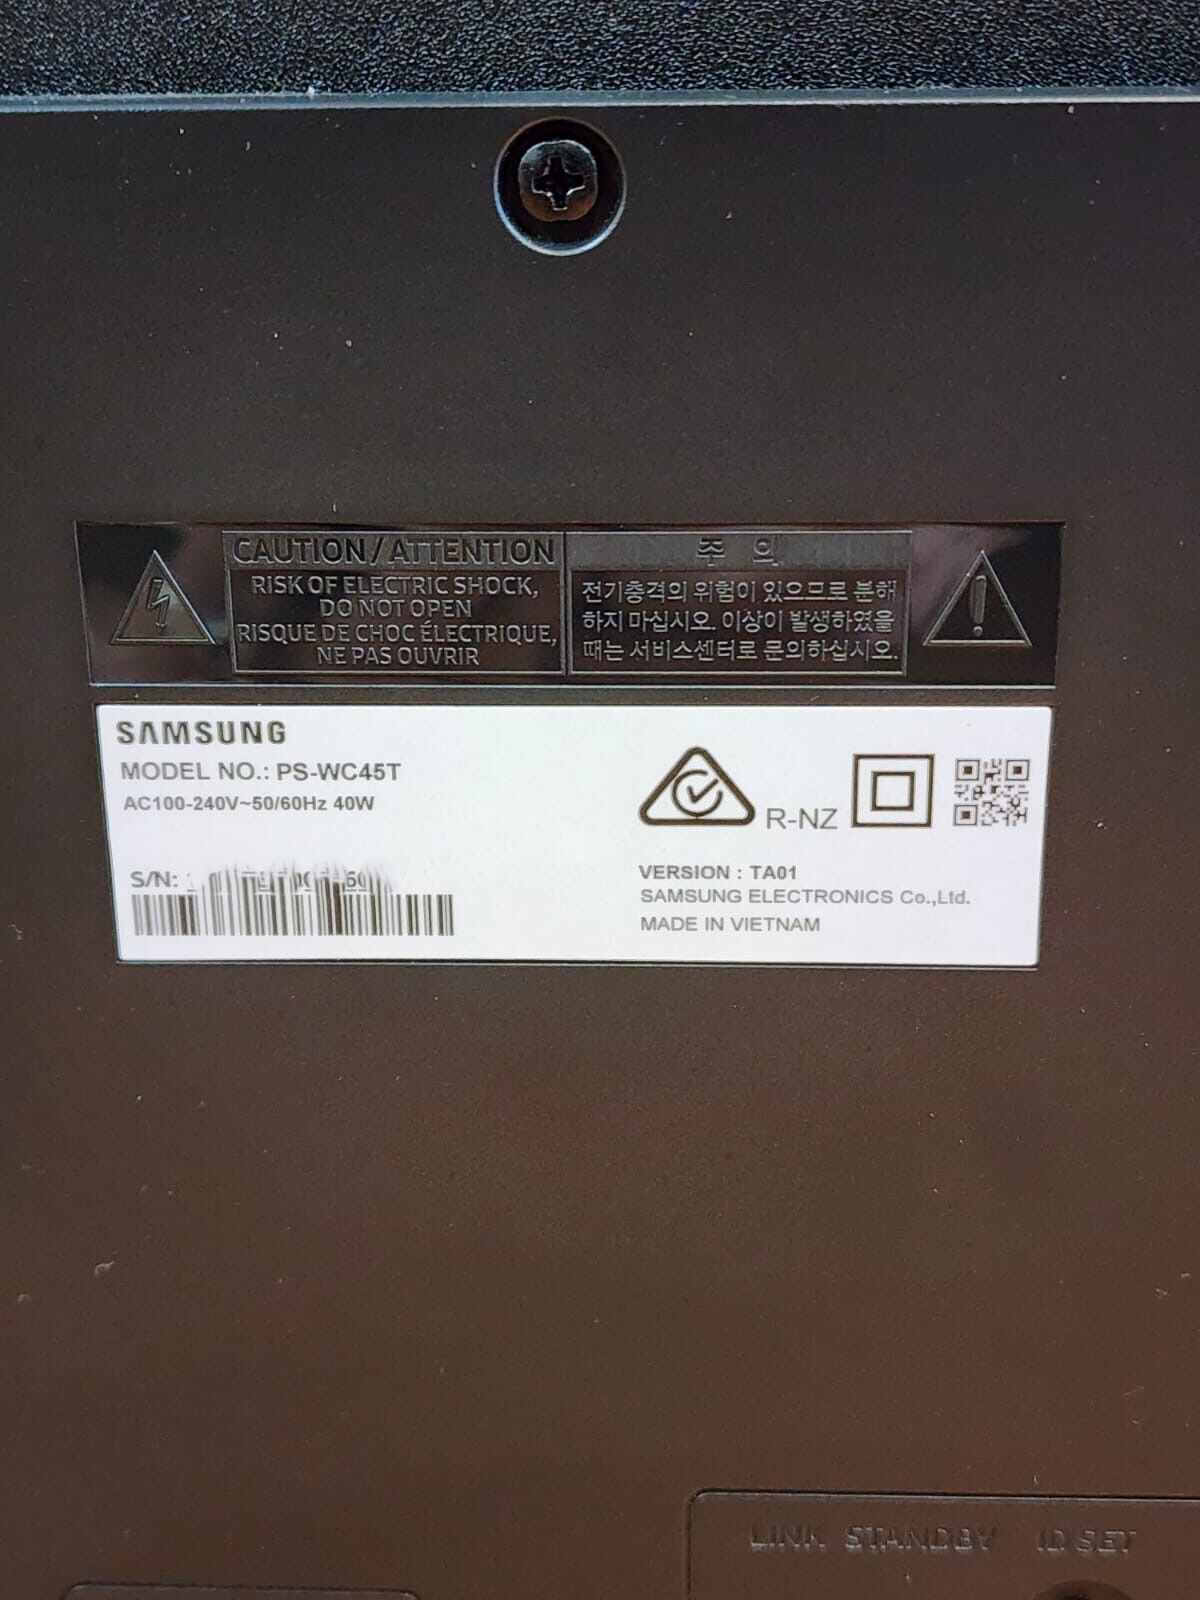 CAUTION / ATTENTION
RISK OF ELECTRIC SHOCK,
DO NOT OPEN
RISQUE DE CHOC ÉLECTRIQUE,
NE PAS OUVRIR
주 의
전기충격의 위험이 있으므로 분해
하지 마십시오. 이상이 발생하였을
때는 서비스센터로 문의하십시오.
SAMSUNG
MODEL NO.: PS-WC45T
AC100-240V~50/60Hz 40W
S/N:
R-NZ
VERSION : TA01
SAMSUNG ELECTRONICS Co.,Ltd.
MADE IN VIETNAM
LINK STANDBY ID SET